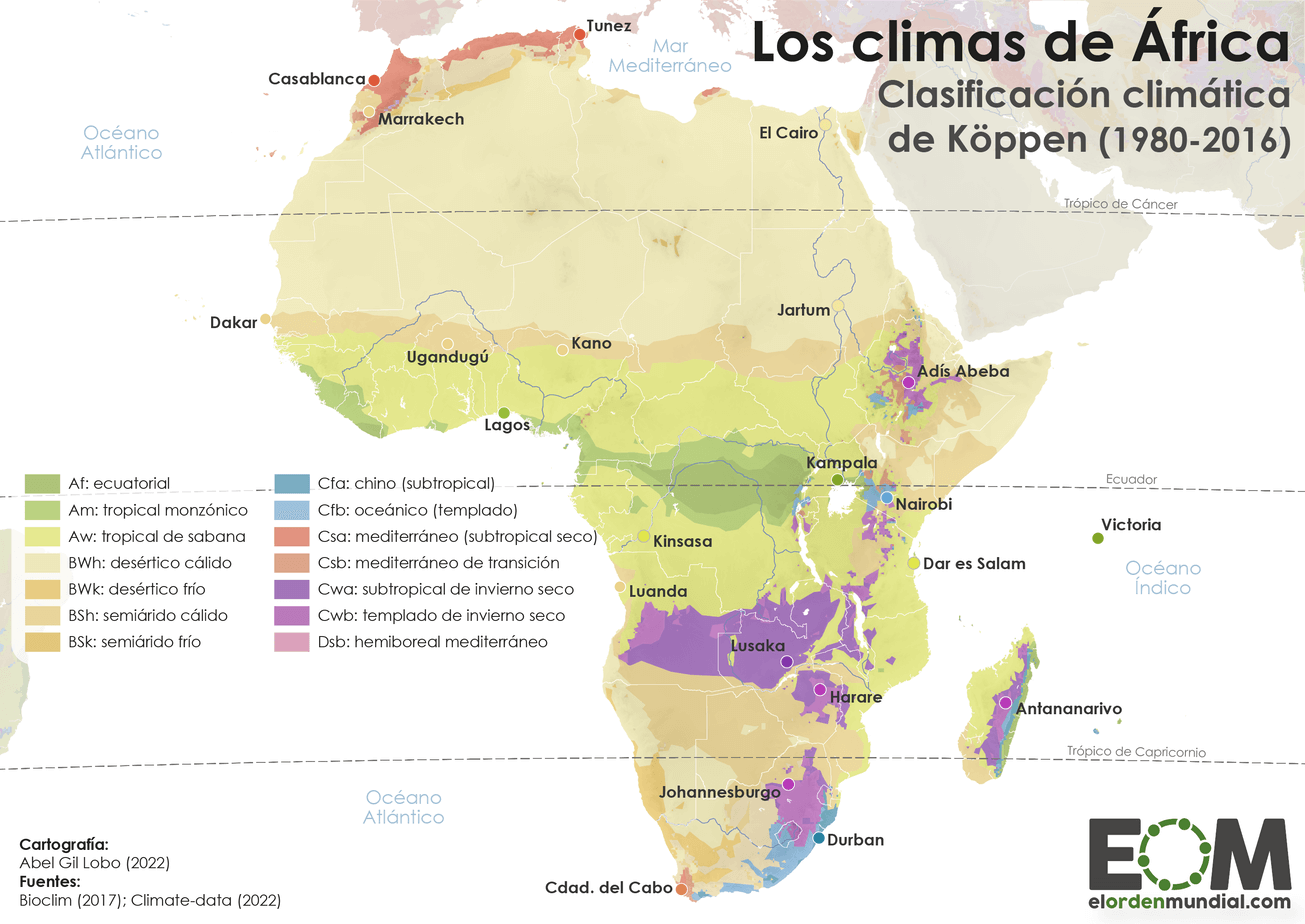 Los climas de África
Clasificación climática
de Köppen (1980-2016)
Tunez
Mar
Mediterráneo
Casablanca
Marrakech
Océano
Atlántico
El Cairo
Trópico de Cáncer
Jartum
Dakar
Ugandugú
Kano
Adís Abeba
Lagos
Kampala
Ecuador
Nairobi
Victoria
Kinsasa
Dar es Salam
Océano
Índico
Luanda
Lusaka
Harare
Antananarivo
Trópico de Capricornio
Johannesburgo
Océano
Atlántico
Durban
Cdad. del Cabo
Af: ecuatorial
Am: tropical monzónico
Aw: tropical de sabana
BWh: desértico cálido
BWk: desértico frío
BSh: semiárido cálido
BSk: semiárido frío
Cfa: chino (subtropical)
Cfb: oceánico (templado)
Csa: mediterráneo (subtropical seco)
Csb: mediterráneo de transición
Cwa: subtropical de invierno seco
Cwb: templado de invierno seco
Dsb: hemiboreal mediterráneo
Cartografía:
Abel Gil Lobo (2022)
Fuentes:
Bioclim (2017); Climate-data (2022)
EOM
elordenmundial.com